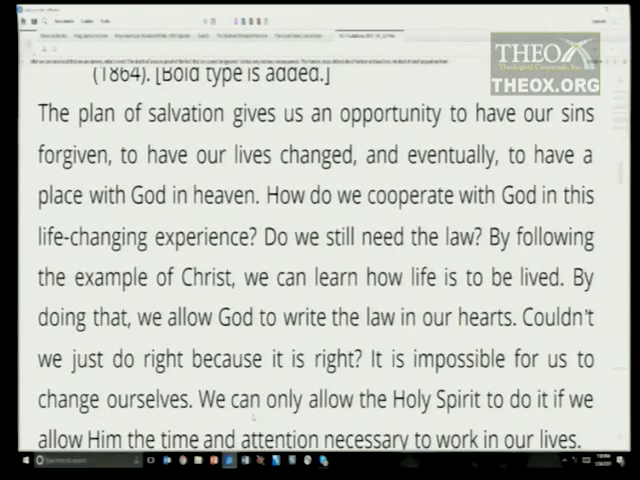 THEOX
THEOX.ORG
(1864). [Bold type is added.]
The plan of salvation gives us an opportunity to have our sins
forgiven, to have our lives changed, and eventually, to have a
place with God in heaven. How do we cooperate with God in this
life-changing experience? Do we still need the law? By following
the example of Christ, we can learn how life is to be lived. By
doing that, we allow God to write the law in our hearts. Couldn't
we just do right because it is right? It is impossible for us to
change ourselves. We can only allow the Holy Spirit to do it if we
allow Him the time and attention necessary to work in our lives.